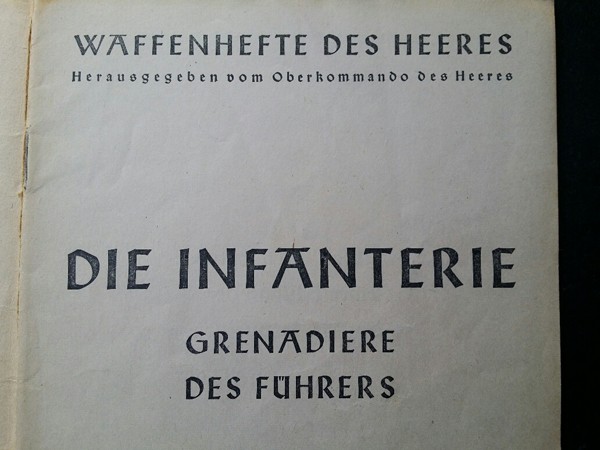 WAFFENHEFTE DES HEERES
Herausgegeben vom Oberkommando des Heeres
DIE INFANTERIE
GRENADIERE
DES FÜHRERS